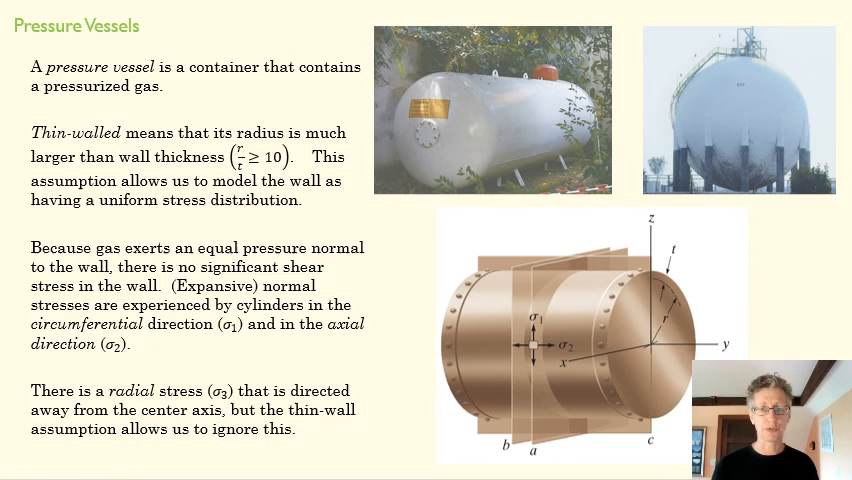 Pressure Vessels
A pressure vessel is a container that contains
a pressurized gas.
Thin-walled means that its radius is much
larger than wall thickness (r/t ≥ 10). This
assumption allows us to model the wall as
having a uniform stress distribution.
Because gas exerts an equal pressure normal
to the wall, there is no significant shear
stress in the wall. (Expansive) normal
stresses are experienced by cylinders in the
circumferential direction (σ₁) and in the axial
direction (σ₂).
There is a radial stress (σ₃) that is directed
away from the center axis, but the thin-wall
assumption allows us to ignore this.
z
t
r
σ₁
σ₂
x
y
b
a
c